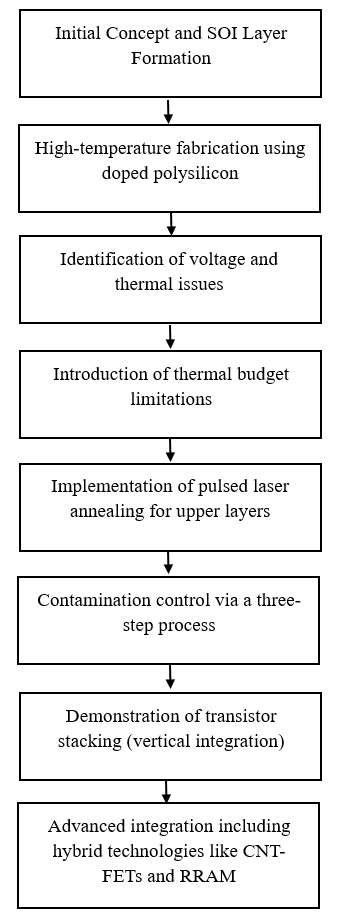 Initial Concept and SOI Layer
Formation
High-temperature fabrication using
doped polysilicon
Identification of voltage and
thermal issues
Introduction of thermal budget
limitations
Implementation of pulsed laser
annealing for upper layers
Contamination control via a three-
step process
Demonstration of transistor
stacking (vertical integration)
Advanced integration including
hybrid technologies like CNT-
FETs and RRAM